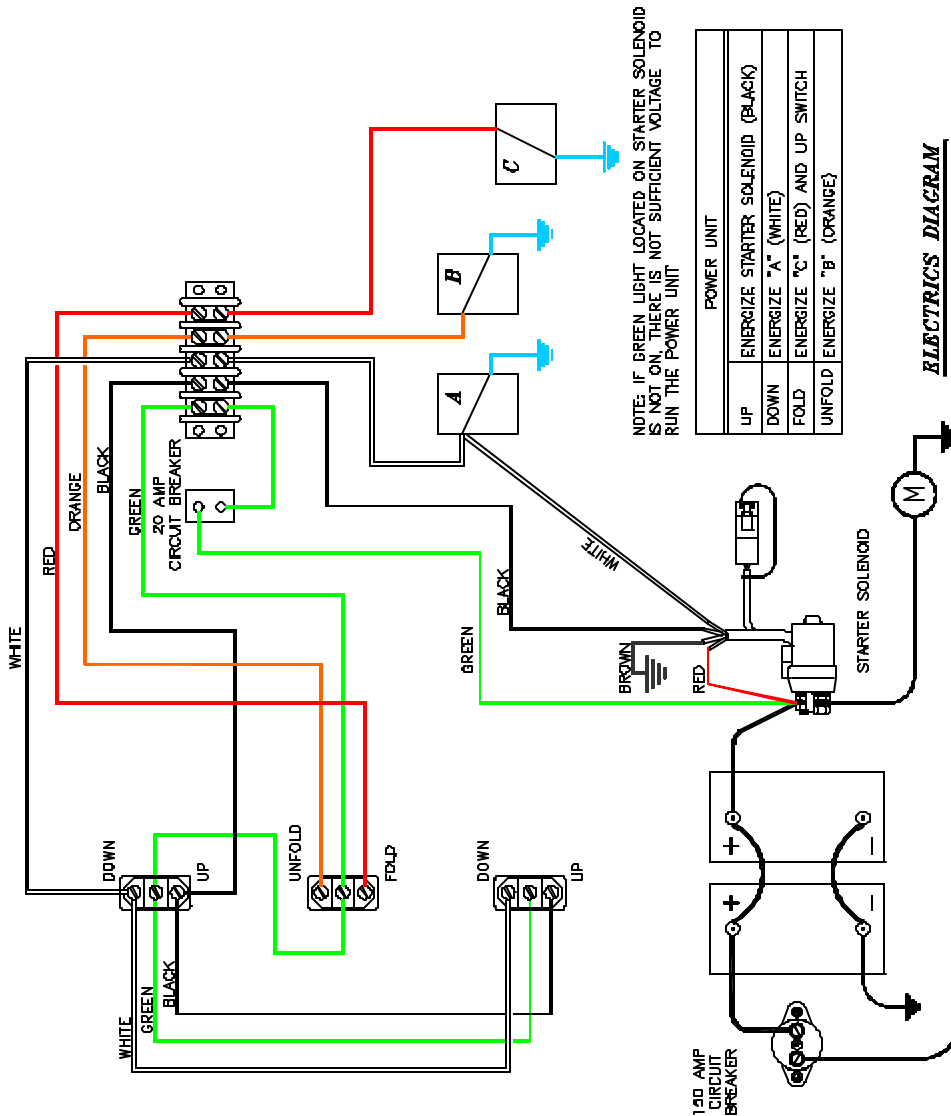 WHITE
RED
ORANGE
BLACK
GREEN
20 AMP
CIRCUIT BREAKER
C
B
A
NOTE: IF GREEN LIGHT LOCATED ON STARTER SOLENOID
IS NOT ON, THERE IS NOT SUFFICIENT VOLTAGE TO
RUN THE POWER UNIT
POWER UNIT
UP ENERGIZE STARTER SOLENOID (BLACK)
DOWN ENERGIZE "A" (WHITE)
FOLD ENERGIZE "C" (RED) AND UP SWITCH
UNFOLD ENERGIZE "B" (ORANGE)
ELECTRICS DIAGRAM
WHITE
BLACK
GREEN
BROWN
RED
M
STARTER SOLENOID
DOWN
UP
UNFOLD
FOLD
DOWN
UP
WHITE
GREEN
BLACK
+
-
+
-
150 AMP
CIRCUIT
BREAKER